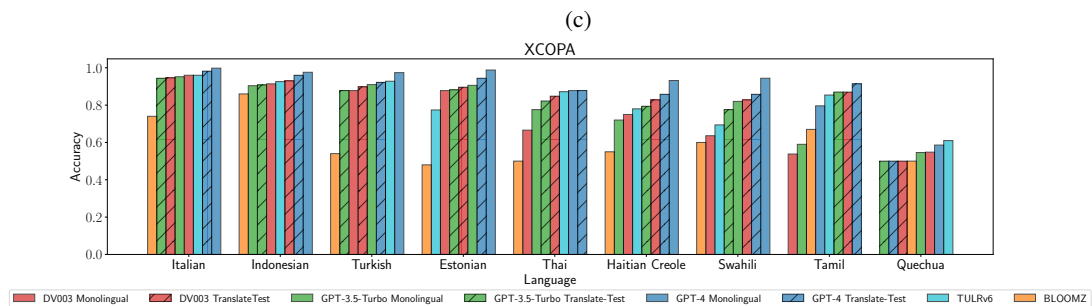 (c)
XCOPA
1.0
0.8
0.6
0.4
0.2
0.0
Accuracy
Italian Indonesian Turkish Estonian Thai Haitian Creole Swahili Tamil Quechua
Language
DV003 Monolingual DV003 TranslateTest GPT-3.5-Turbo Monolingual GPT-3.5-Turbo Translate-Test GPT-4 Monolingual GPT-4 Translate-Test TULRv6 BLOOMZ